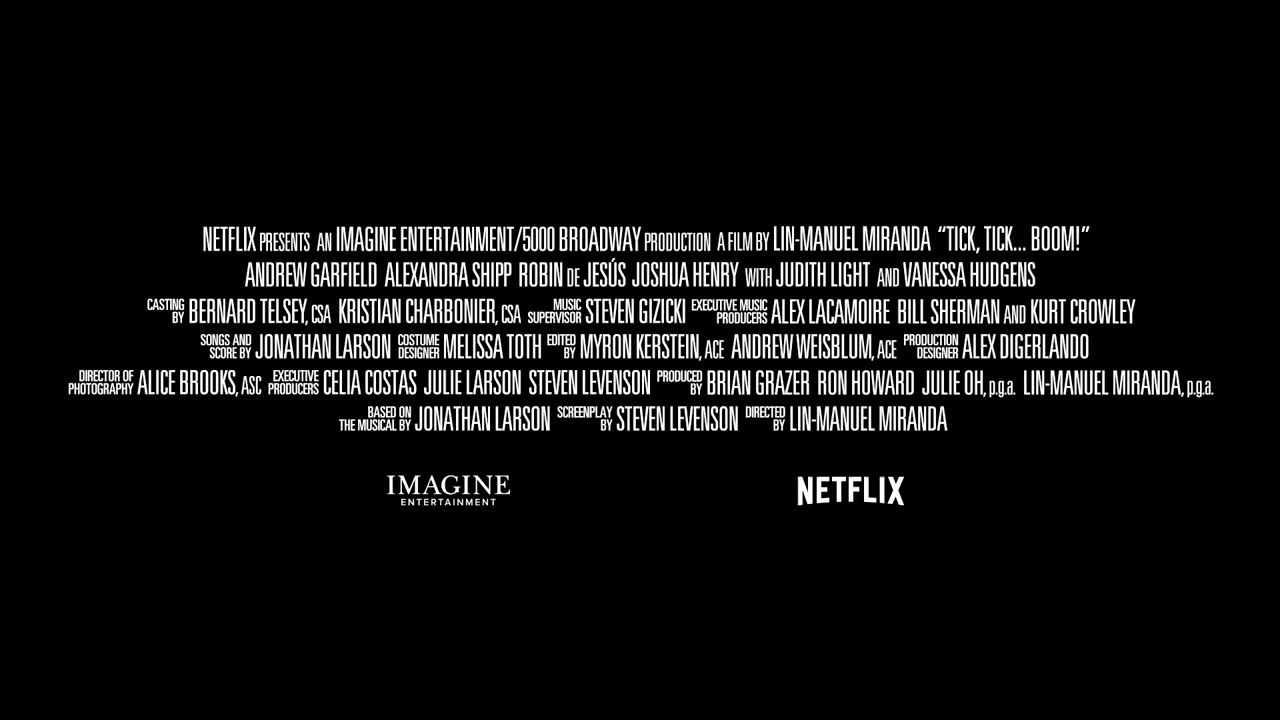 NETFLIX PRESENTS AN IMAGINE ENTERTAINMENT/5000 BROADWAY PRODUCTION A FILM BY LIN-MANUEL MIRANDA “TICK, TICK... BOOM!”
ANDREW GARFIELD ALEXANDRA SHIPP ROBIN DE JESÚS JOSHUA HENRY WITH JUDITH LIGHT AND VANESSA HUDGENS
CASTING BY BERNARD TELSEY, CSA KRISTIAN CHARBONIER, CSA MUSIC SUPERVISOR STEVEN GIZICKI EXECUTIVE MUSIC PRODUCERS ALEX LACAMOIRE BILL SHERMAN AND KURT CROWLEY
SONGS AND SCORE BY JONATHAN LARSON COSTUME DESIGNER MELISSA TOTH EDITED BY MYRON KERSTEIN, ACE ANDREW WEISBLUM, ACE PRODUCTION DESIGNER ALEX DIGERLANDO
DIRECTOR OF PHOTOGRAPHY ALICE BROOKS, ASC EXECUTIVE PRODUCERS CELIA COSTAS JULIE LARSON STEVEN LEVENSON PRODUCED BY BRIAN GRAZER RON HOWARD JULIE OH, p.g.a. LIN-MANUEL MIRANDA, p.g.a.
BASED ON THE MUSICAL BY JONATHAN LARSON SCREENPLAY BY STEVEN LEVENSON DIRECTED BY LIN-MANUEL MIRANDA
IMAGINE ENTERTAINMENT
NETFLIX